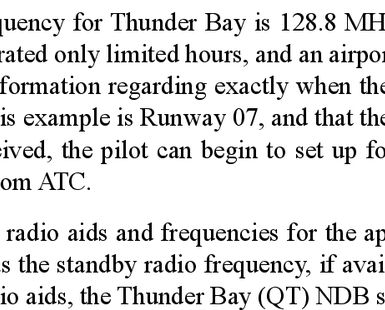 quency for Thunder Bay is 128.8 MH
rated only limited hours, and an airpor
formation regarding exactly when the
is example is Runway 07, and that the
eived, the pilot can begin to set up fo
om ATC.
radio aids and frequencies for the ap
s the standby radio frequency, if avai
io aids, the Thunder Bay (QT) NDB s